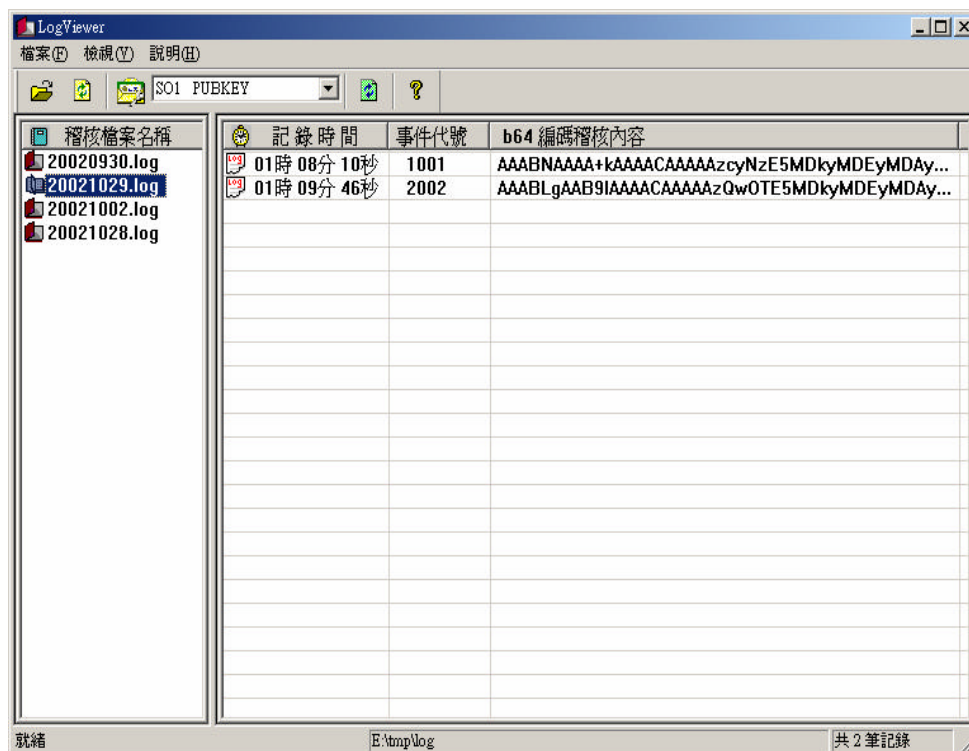 LogViewer
檔案(F) 檢視(V) 說明(H)
SO1 PUBKEY
稽核檔案名稱
20020930.log
20021029.log
20021002.log
20021028.log
記錄時間 事件代號 b64 編碼稽核內容
01時 08分 10秒 1001 AAABNAAAA+kAAAACAAAAAzcyNzE5MDkyMDEyMDAy...
01時 09分 46秒 2002 AAABLgAAB9IAAAACAAAAAzQwOTE5MDkyMDEyMDAy...
就緒 E:\tmp\log 共 2 筆記錄